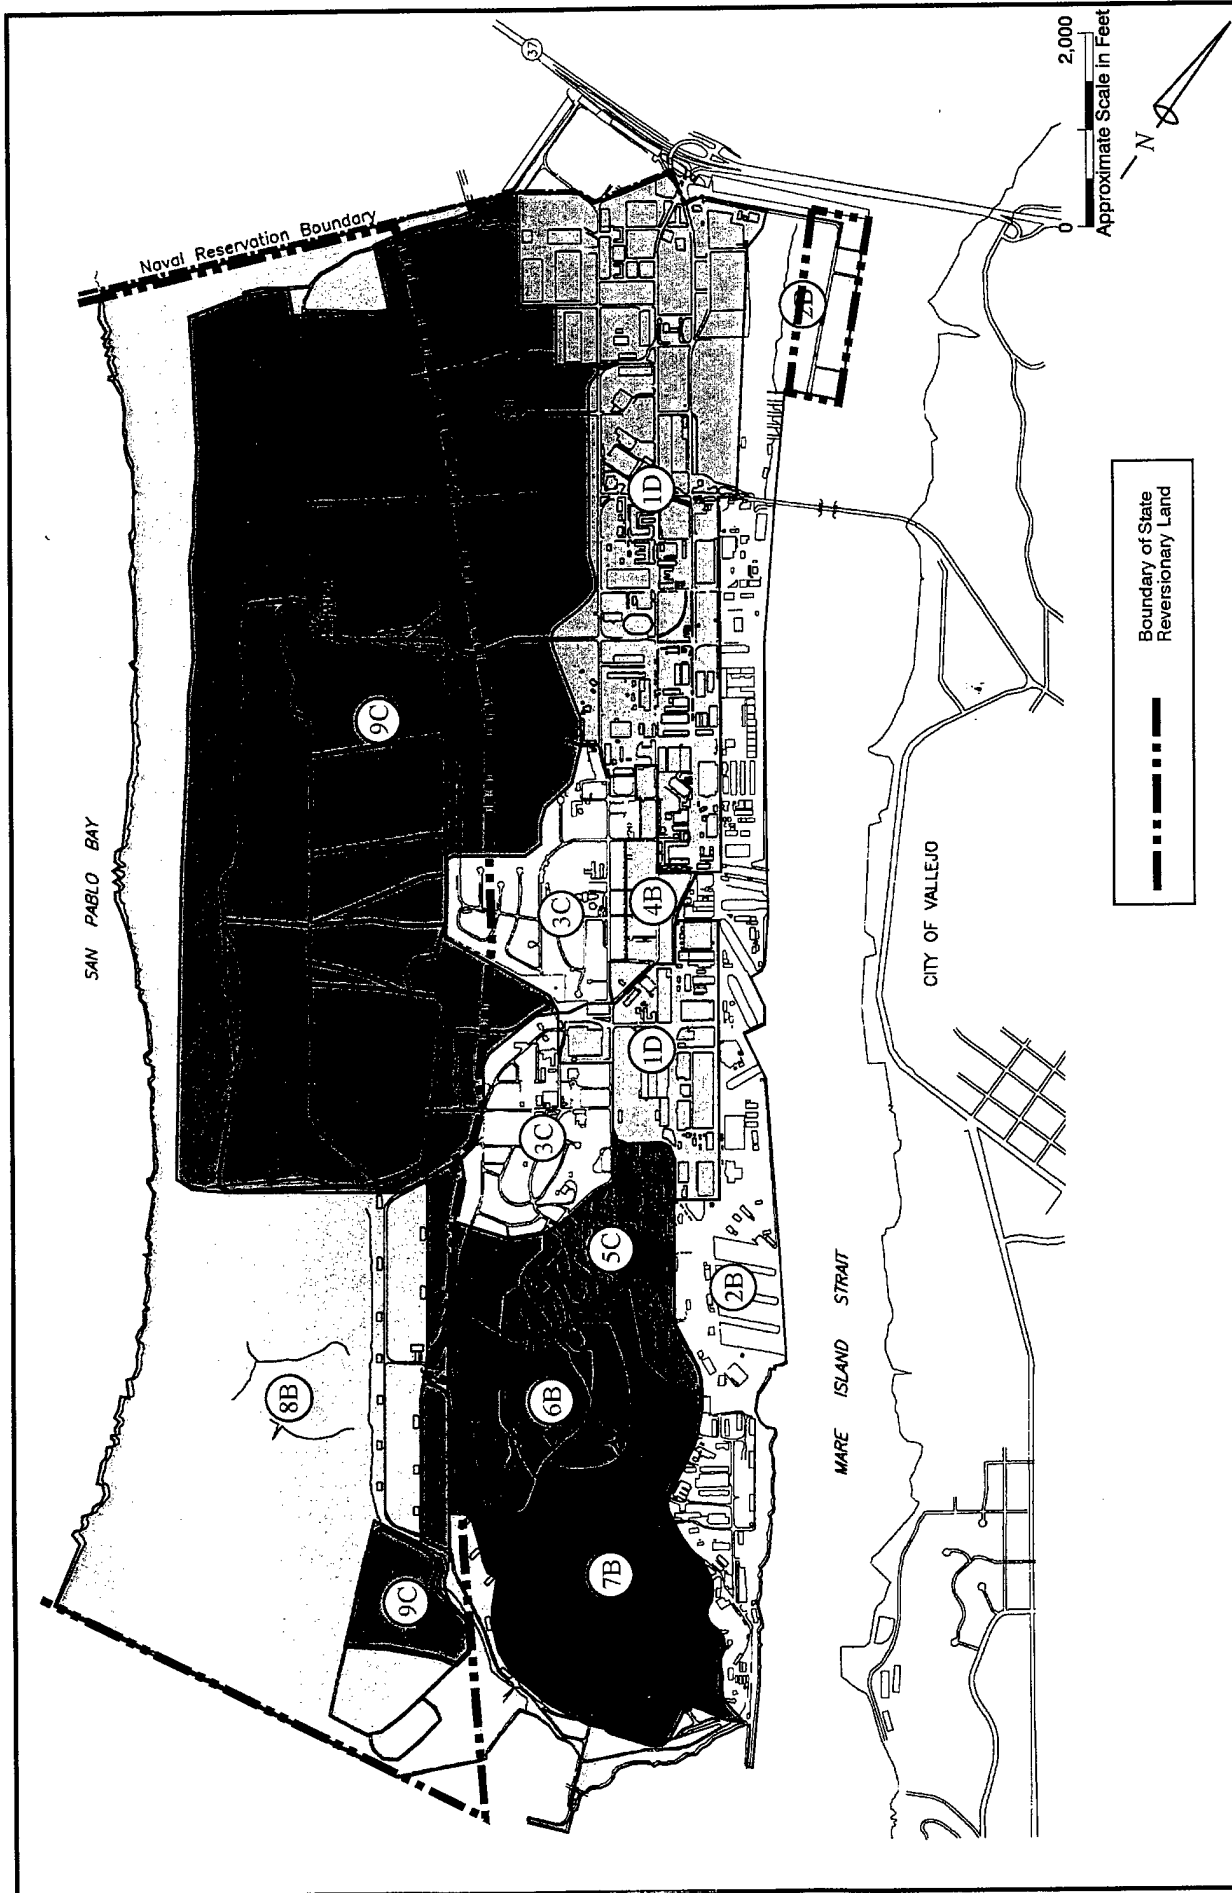 SAN PABLO BAY
Naval Reservation Boundary
37
9C
8B
9C
3C
3C
4B
1D
1D
5C
6B
7B
2B
2B
MARE ISLAND STRAIT
CITY OF VALLEJO
0
2,000
Approximate Scale in Feet
N
Boundary of State
Reversionary Land